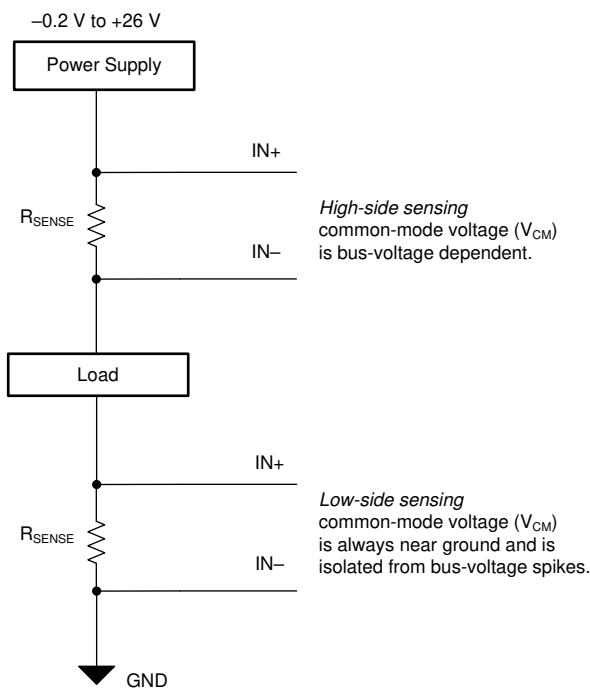 –0.2 V to +26 V
Power Supply
IN+
RSENSE
High-side sensing
common-mode voltage (VCM)
is bus-voltage dependent.
IN–
Load
IN+
RSENSE
Low-side sensing
common-mode voltage (VCM)
is always near ground and is
isolated from bus-voltage spikes.
IN–
GND